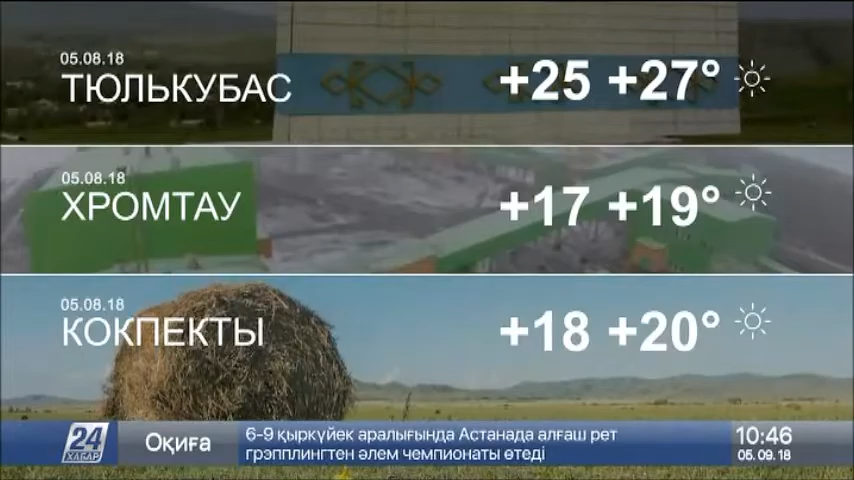 05.08.18
ТЮЛЬКУБАС
+25 +27°
05.08.18
ХРОМТАУ
+17 +19°
05.08.18
КОКПЕКТЫ
+18 +20°
24
ХАБАР
Оқиға
6-9 қыркүйек аралығында Астанада алғаш рет
грэпплингтен әлем чемпионаты өтеді
10:46
05.09.18